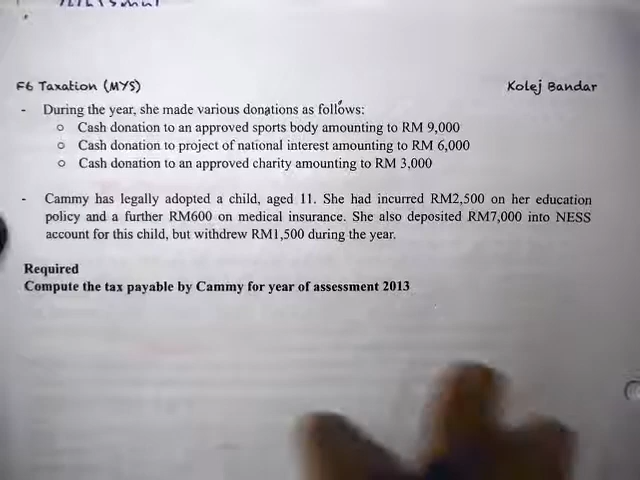 F6 Taxation (MYS)
Kolej Bandar
- During the year, she made various donations as follows:
o Cash donation to an approved sports body amounting to RM 9,000
o Cash donation to project of national interest amounting to RM 6,000
o Cash donation to an approved charity amounting to RM 3,000
- Cammy has legally adopted a child, aged 11. She had incurred RM2,500 on her education
policy and a further RM600 on medical insurance. She also deposited RM7,000 into NESS
account for this child, but withdrew RM1,500 during the year.
Required
Compute the tax payable by Cammy for year of assessment 2013